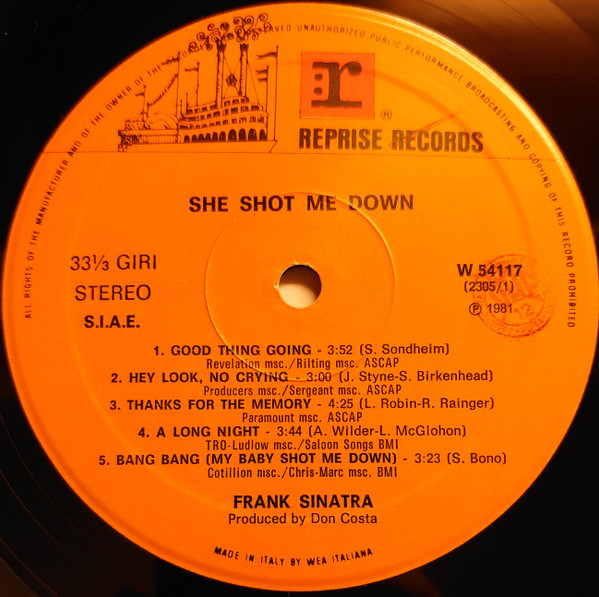 ALL RIGHTS OF THE MANUFACTURER AND OF THE OWNER OF THE RECORDED WORK RESERVED UNAUTHORIZED PUBLIC PERFORMANCE BROADCASTING AND COPYING OF THIS RECORD PROHIBITED
:r
®
REPRISE RECORDS
SHE SHOT ME DOWN
33⅓ GIRI
STEREO
S.I.A.E.
W 54117
(2305/1)
℗ 1981
1. GOOD THING GOING - 3:52 (S. Sondheim)
Revelation msc./Rilting msc. ASCAP
2. HEY LOOK, NO CRYING - 3:00 (J. Styne-S. Birkenhead)
Producers msc./Sergeant msc. ASCAP
3. THANKS FOR THE MEMORY - 4:25 (L. Robin-R. Rainger)
Paramount msc. ASCAP
4. A LONG NIGHT - 3:44 (A. Wilder-L. McGlohon)
TRO-Ludlow msc./Saloon Songs BMI
5. BANG BANG (MY BABY SHOT ME DOWN) - 3:23 (S. Bono)
Cotillion msc./Chris-Marc msc. BMI
FRANK SINATRA
Produced by Don Costa
MADE IN ITALY BY WEA ITALIANA